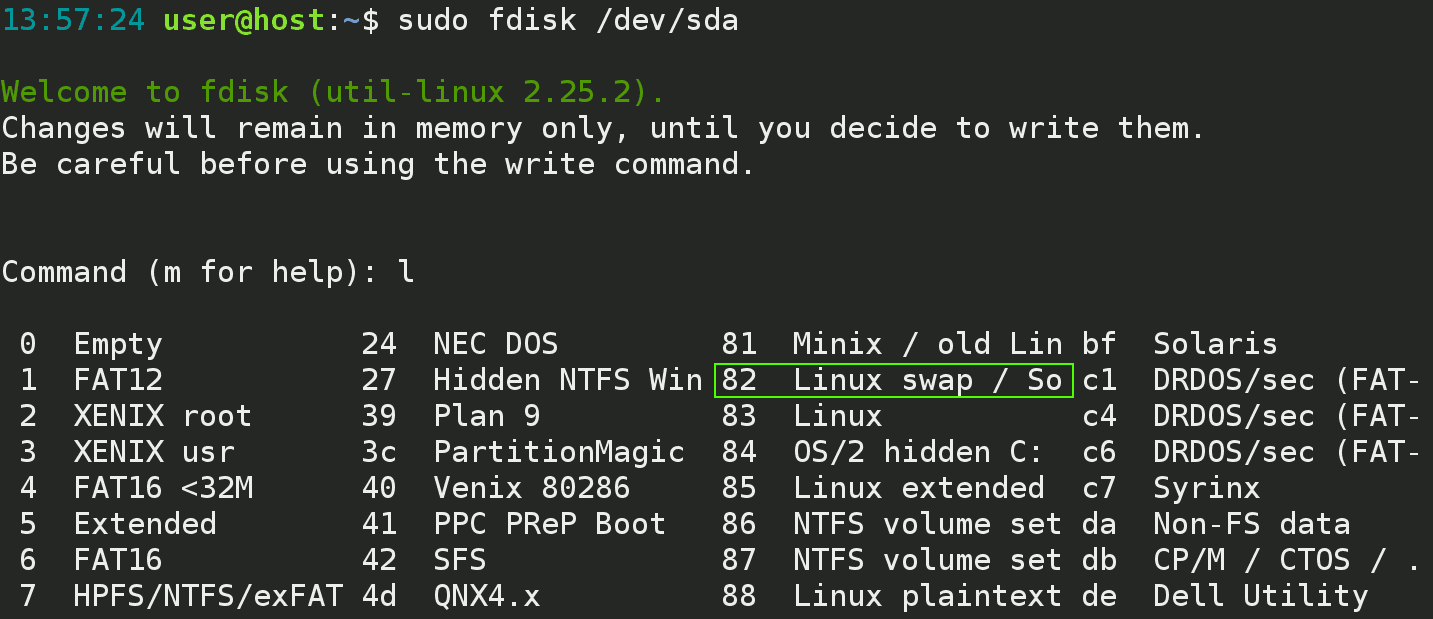 13:57:24 user@host:~$ sudo fdisk /dev/sda
Welcome to fdisk (util-linux 2.25.2).
Changes will remain in memory only, until you decide to write them.
Be careful before using the write command.
Command (m for help): l
0  Empty           24  NEC DOS         81  Minix / old Lin bf  Solaris
1  FAT12           27  Hidden NTFS Win 82  Linux swap / So c1  DRDOS/sec (FAT-
2  XENIX root      39  Plan 9          83  Linux           c4  DRDOS/sec (FAT-
3  XENIX usr       3c  PartitionMagic  84  OS/2 hidden C:  c6  DRDOS/sec (FAT-
4  FAT16 <32M      40  Venix 80286     85  Linux extended  c7  Syrinx
5  Extended        41  PPC PReP Boot   86  NTFS volume set da  Non-FS data
6  FAT16           42  SFS             87  NTFS volume set db  CP/M / CTOS / .
7  HPFS/NTFS/exFAT 4d  QNX4.x          88  Linux plaintext de  Dell Utility